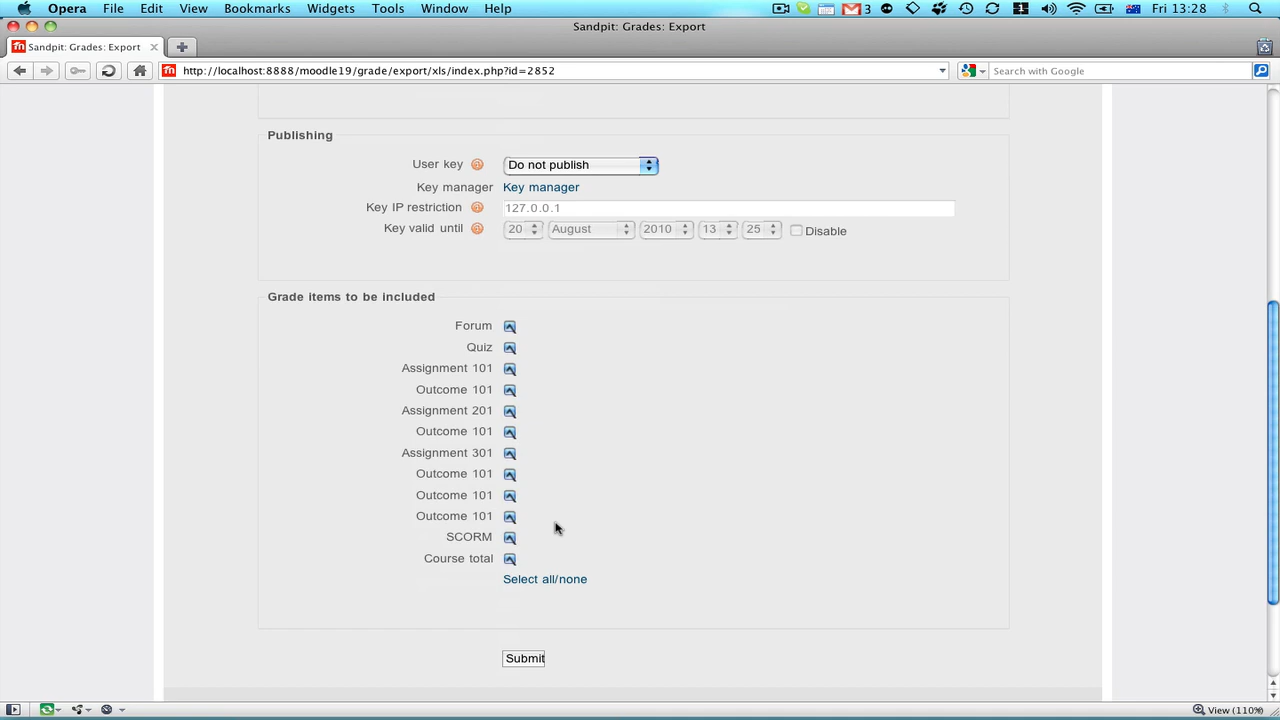 Opera File Edit View Bookmarks Widgets Tools Window Help 3 1 Fri 13:28
Sandpit: Grades: Export
Sandpit: Grades: Export
http://localhost:8888/moodle19/grade/export/xls/index.php?id=2852 Search with Google
Publishing
User key Do not publish
Key manager Key manager
Key IP restriction 127.0.0.1
Key valid until 20 August 2010 13 25 Disable
Grade items to be included
Forum
Quiz
Assignment 101
Outcome 101
Assignment 201
Outcome 101
Assignment 301
Outcome 101
Outcome 101
Outcome 101
SCORM
Course total
Select all/none
Submit
View (110%)